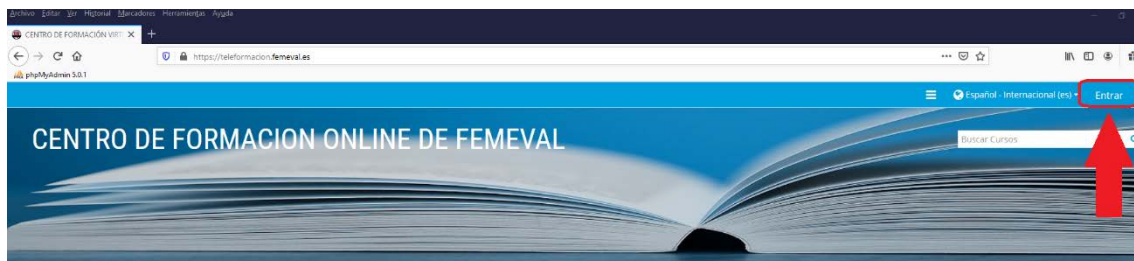 Archivo Editar Ver Historial Marcadores Herramientas Ayuda
CENTRO DE FORMACIÓN VIRT
https://teleformacion.femeval.es
phpMyAdmin 5.0.1
Español - Internacional (es) Entrar
CENTRO DE FORMACION ONLINE DE FEMEVAL
Buscar Cursos